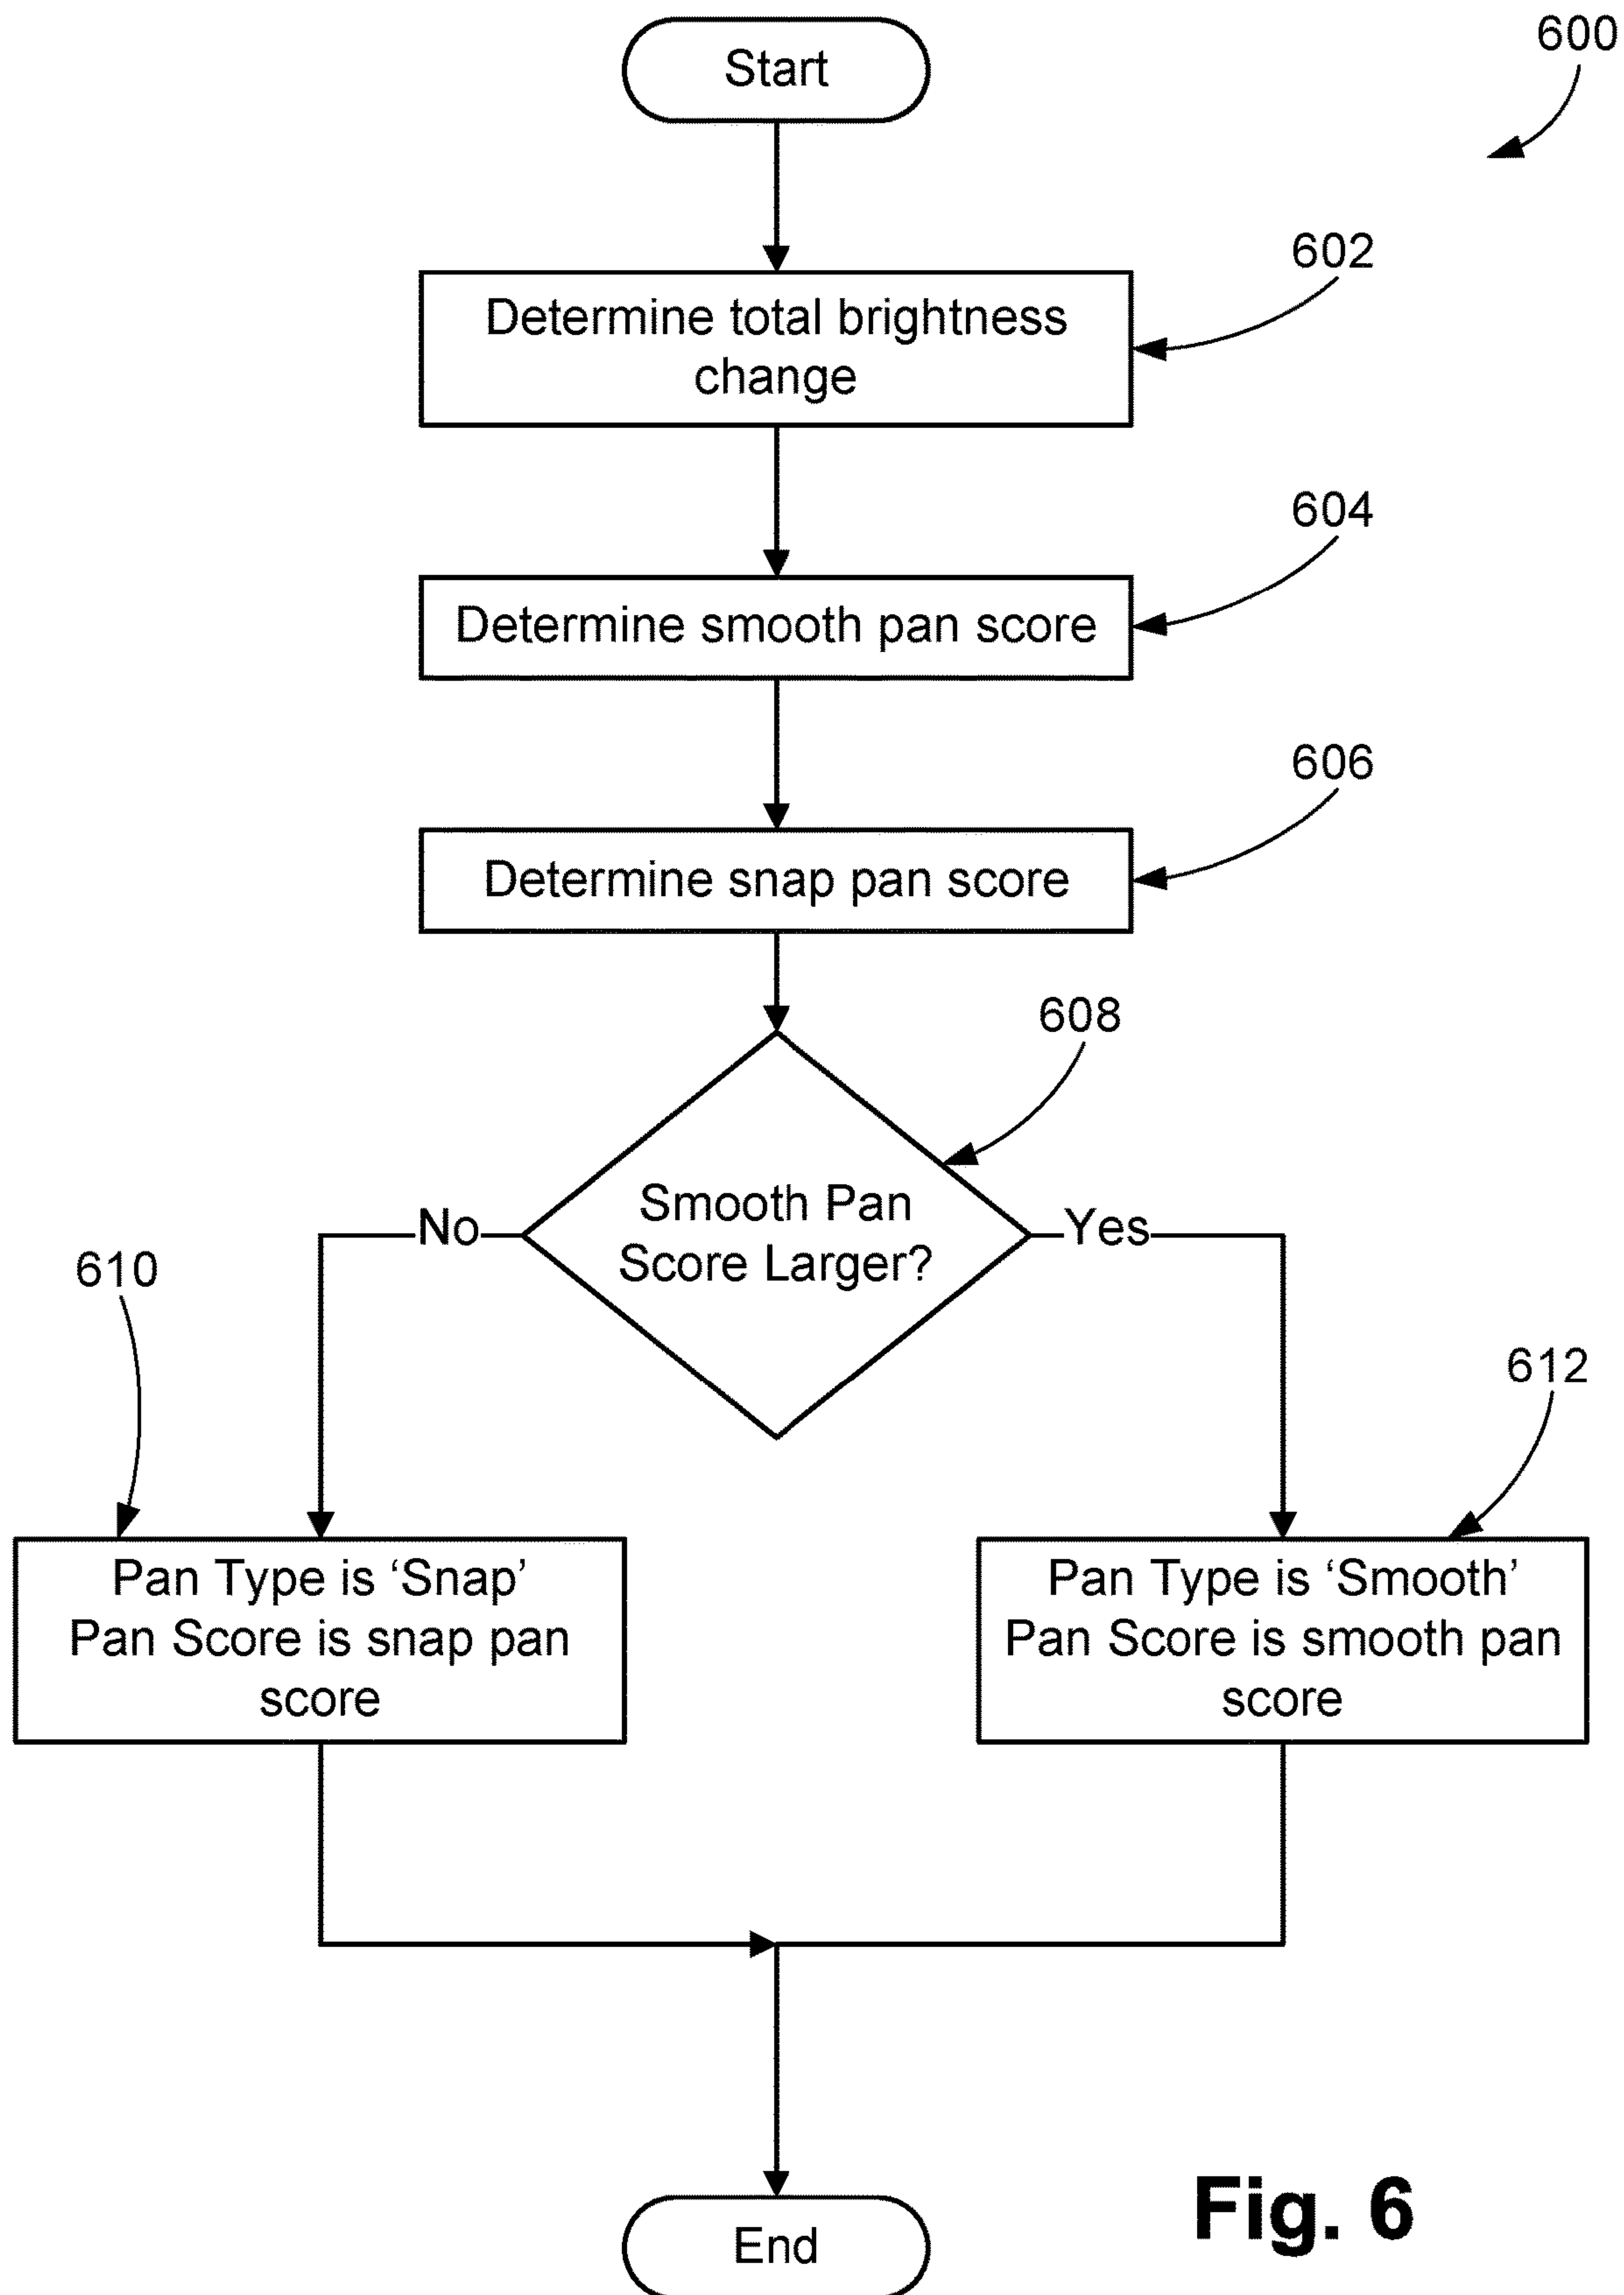 Start
600
602
Determine total brightness
change
604
Determine smooth pan score
606
Determine snap pan score
608
Smooth Pan
Score Larger?
No
Yes
610
612
Pan Type is ‘Snap’
Pan Score is snap pan
score
Pan Type is ‘Smooth’
Pan Score is smooth pan
score
End
Fig. 6